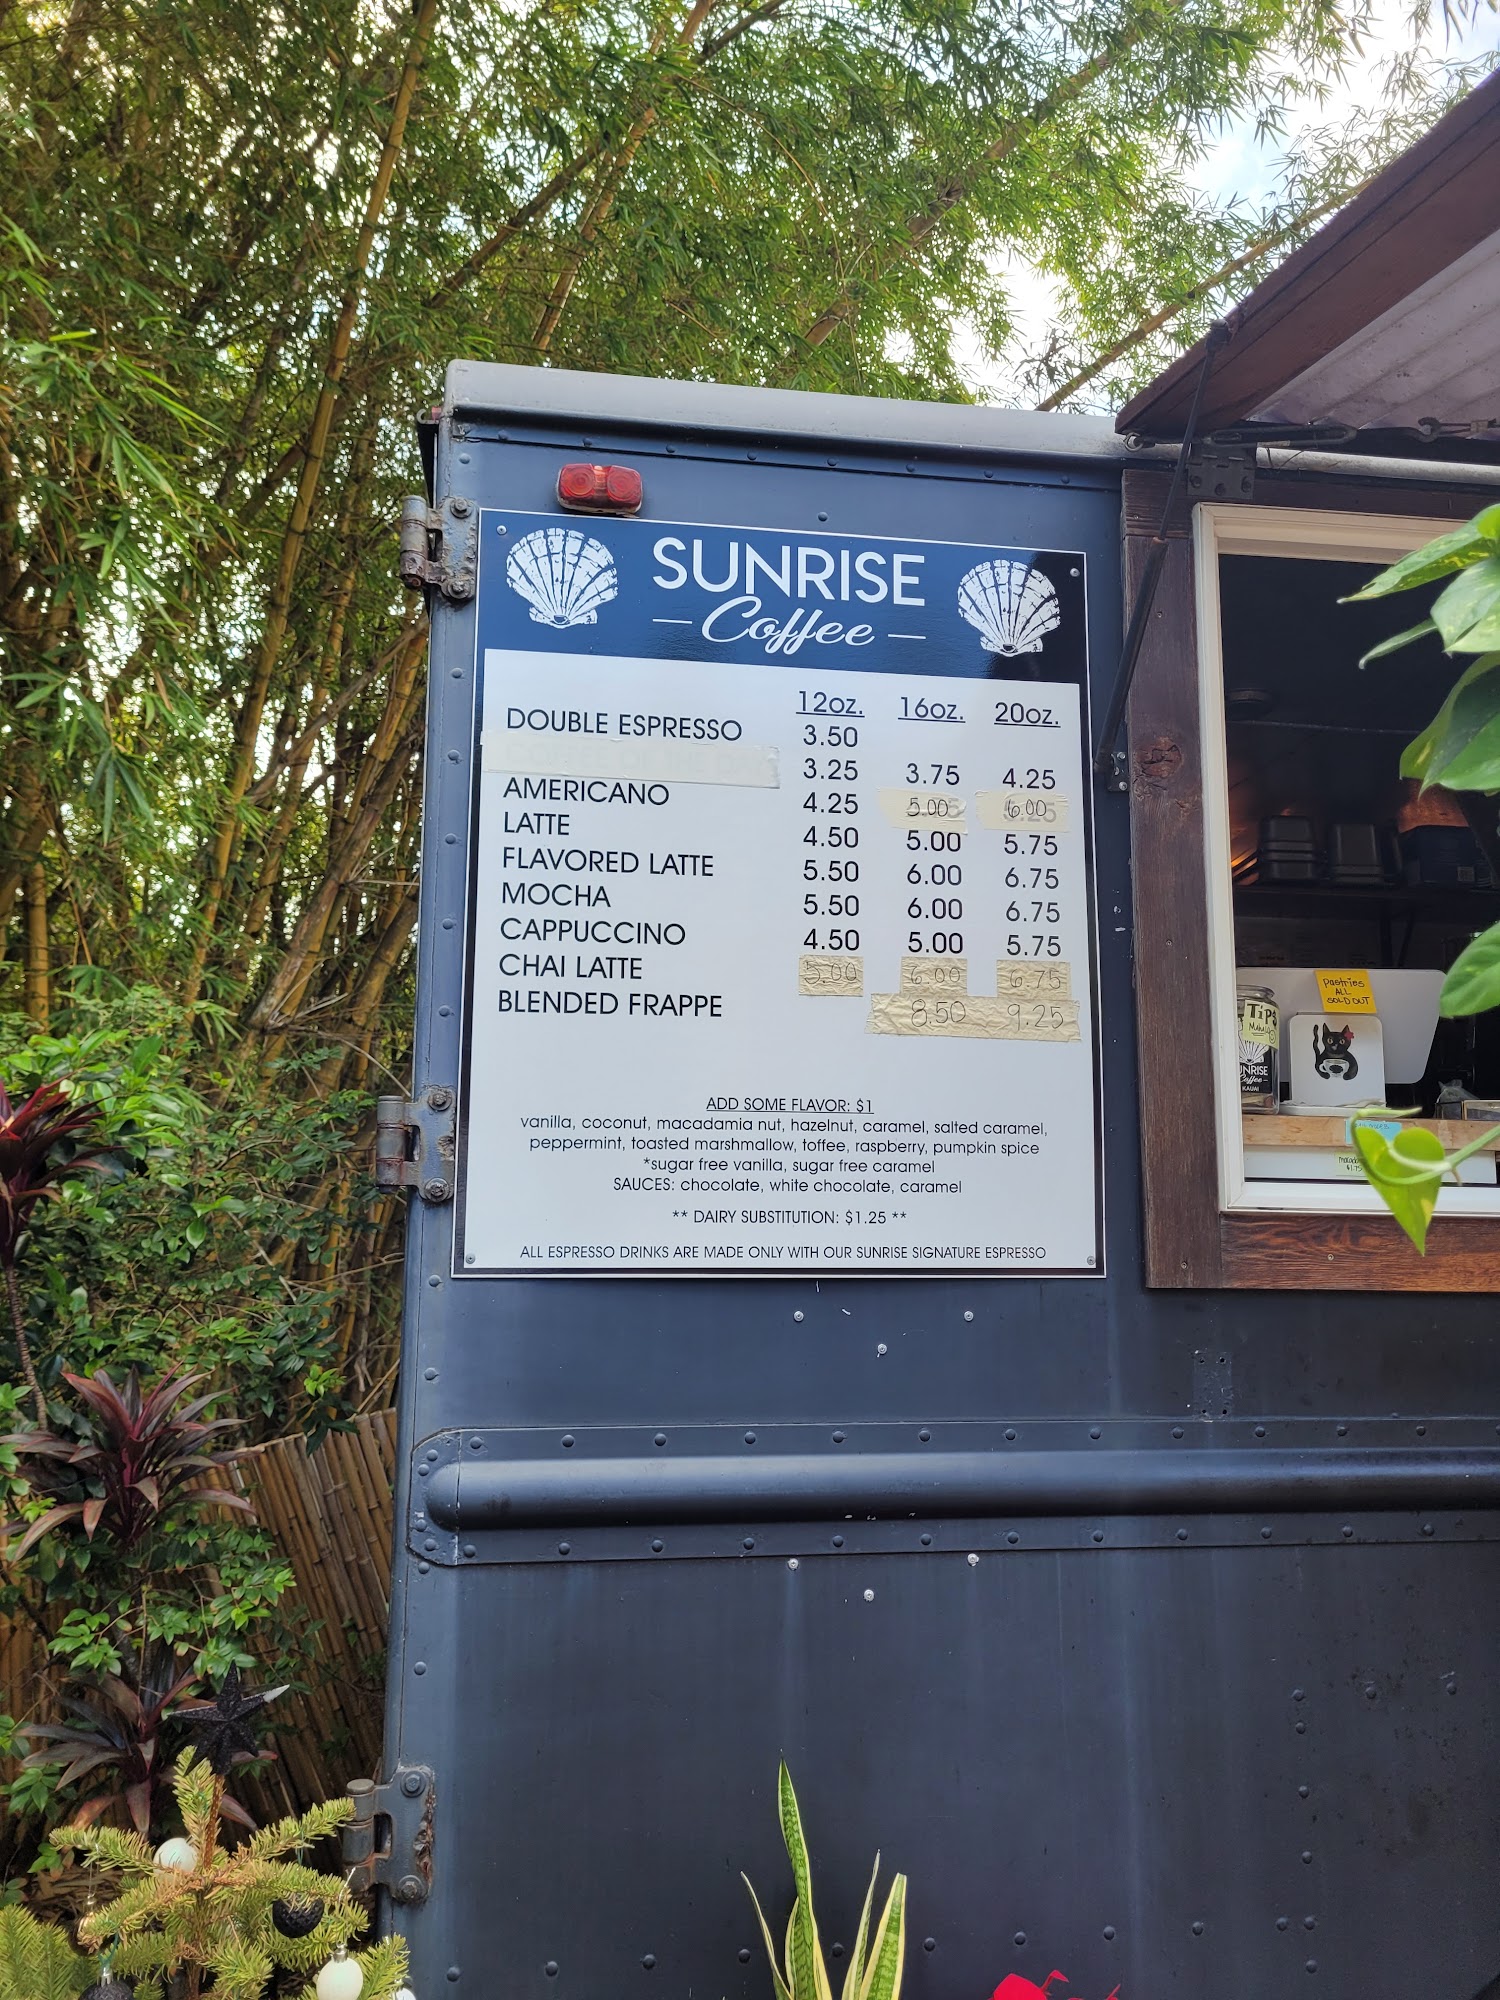 SUNRISE
Coffee
12oz. 16oz. 20oz.
DOUBLE ESPRESSO 3.50
3.25 3.75 4.25
AMERICANO 4.25 5.00 6.00
LATTE 4.50 5.00 5.75
FLAVORED LATTE 5.50 6.00 6.75
MOCHA 5.50 6.00 6.75
CAPPUCCINO 4.50 5.00 5.75
CHAI LATTE 5.00 6.00 6.75
BLENDED FRAPPE 8.50 9.25
ADD SOME FLAVOR: $1
vanilla, coconut, macadamia nut, hazelnut, caramel, salted caramel,
peppermint, toasted marshmallow, toffee, raspberry, pumpkin spice
*sugar free vanilla, sugar free caramel
SAUCES: chocolate, white chocolate, caramel
** DAIRY SUBSTITUTION: $1.25 **
ALL ESPRESSO DRINKS ARE MADE ONLY WITH OUR SUNRISE SIGNATURE ESPRESSO
pastries
ALL
SOLD OUT
TiPS
UNRISE
Coffee
KAUAI